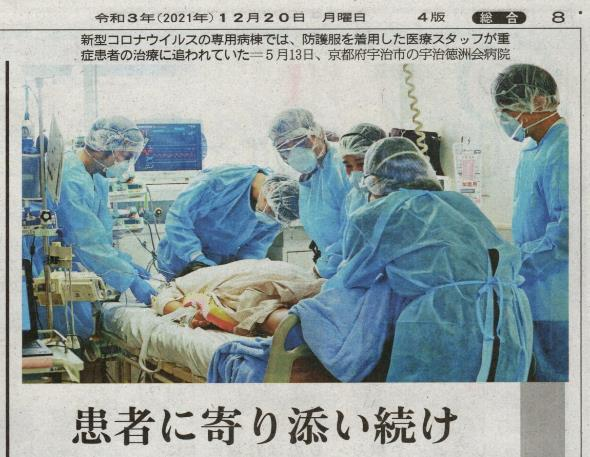 令和3年(2021年)12月20日 月曜日 4版 総合 8
新型コロナウイルスの専用病棟では、防護服を着用した医療スタッフが重
症患者の治療に追われていた＝5月13日、京都府宇治市の宇治徳洲会病院
患者に寄り添い続け